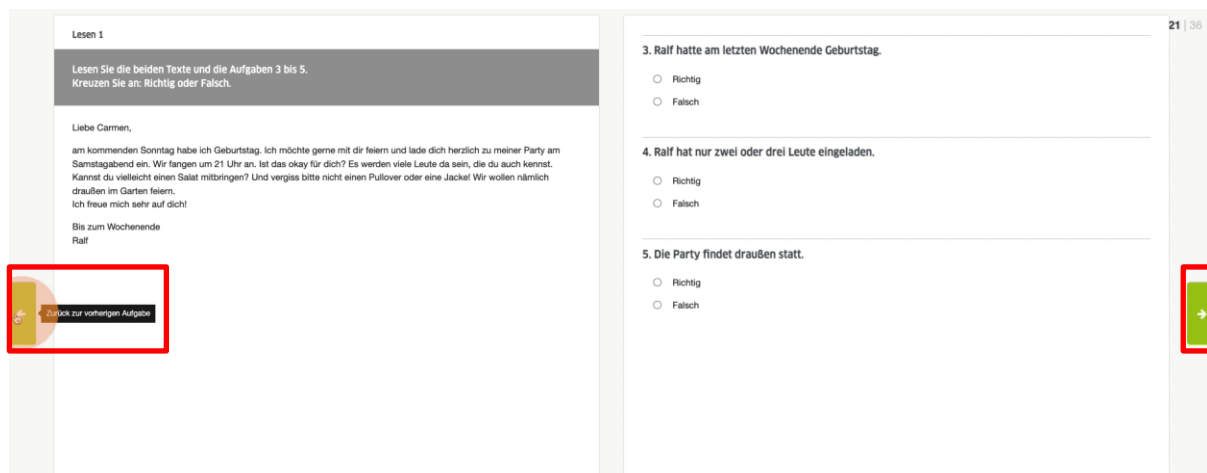 Lesen 1
Lesen Sie die beiden Texte und die Aufgaben 3 bis 5.
Kreuzen Sie an: Richtig oder Falsch.
Liebe Carmen,
am kommenden Sonntag habe ich Geburtstag. Ich möchte gerne mit dir feiern und lade dich herzlich zu meiner Party am
Samstagabend ein. Wir fangen um 21 Uhr an. Ist das okay für dich? Es werden viele Leute da sein, die du auch kennst.
Kannst du vielleicht einen Salat mitbringen? Und vergiss bitte nicht einen Pullover oder eine Jacke! Wir wollen nämlich
draußen im Garten feiern.
Ich freue mich sehr auf dich!
Bis zum Wochenende
Ralf
Zurück zur vorherigen Aufgabe
21 | 36
3. Ralf hatte am letzten Wochenende Geburtstag.
Richtig
Falsch
4. Ralf hat nur zwei oder drei Leute eingeladen.
Richtig
Falsch
5. Die Party findet draußen statt.
Richtig
Falsch